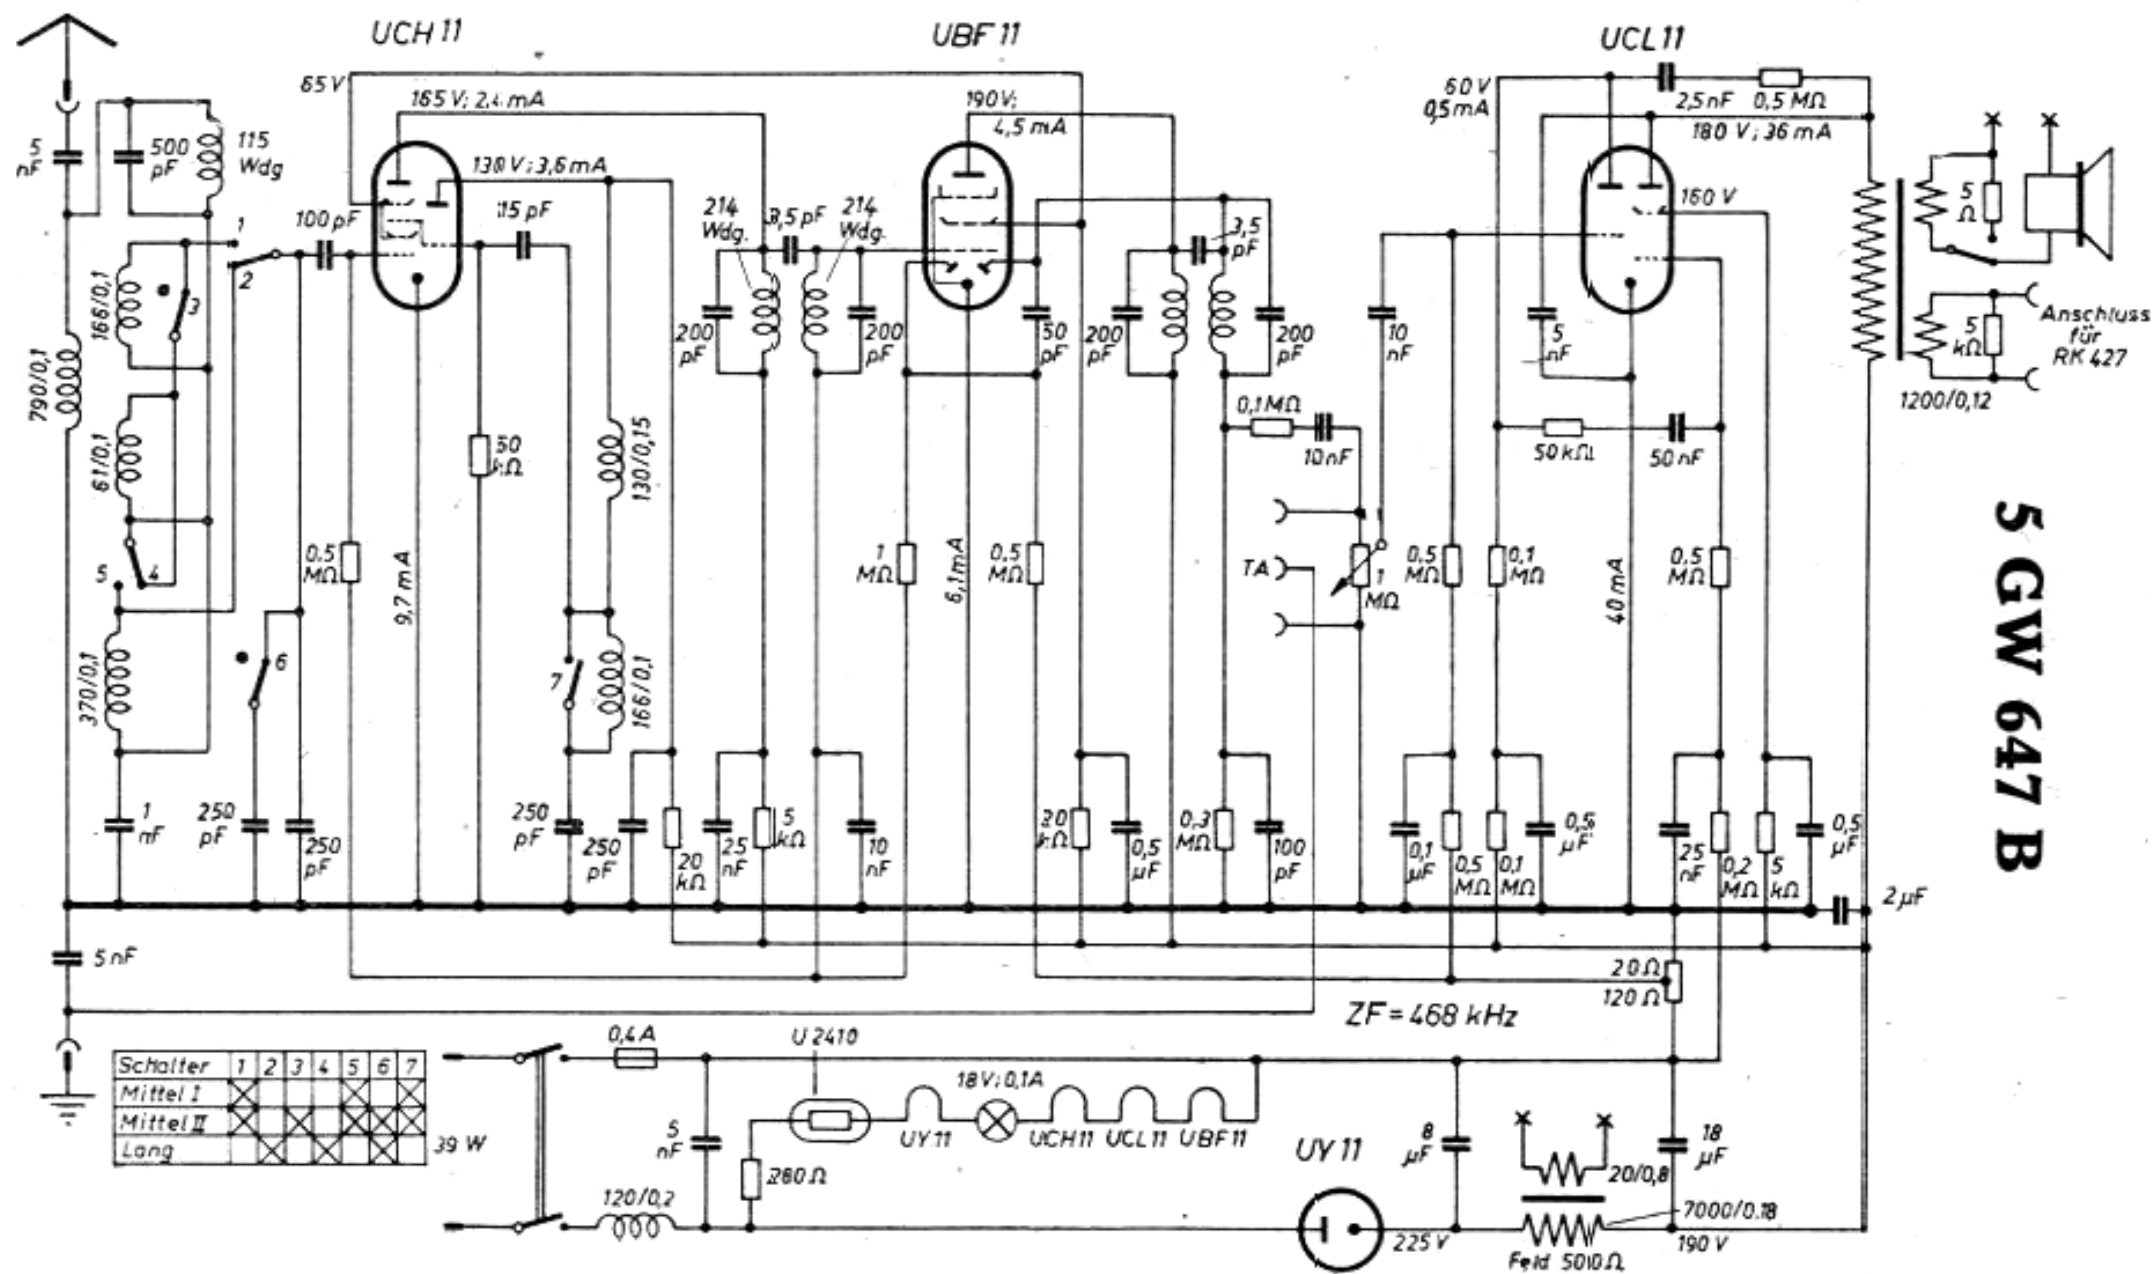 UCH 11
UBF 11
UCL 11
65 V
60 V
0,5 mA
190 V;
4,5 mA
2,5 nF
0,5 MΩ
180 V; 36 mA
138 V; 3,6 mA
5
nF
500
pF
115
Wdg
100 pF
15 pF
214
Wdg.
3,5 pF
214
Wdg.
160 V
5
Ω
1
2
3
3,5
pF
166/0,1
200
pF
200
pF
50
pF
200
pF
200
pF
10
nF
5
nF
Anschluss
für
RK 427
5
kΩ
790/0,1
1200/0,12
61/0,1
50
kΩ
130/0,15
0,1 MΩ
10 nF
50 kΩ
50 nF
5 GW 647 B
5
4
0,5
MΩ
9,7 mA
1
MΩ
6,1 mA
0,5
MΩ
TA
1
MΩ
0,5
MΩ
0,1
MΩ
40 mA
0,5
MΩ
370/0,1
6
7
166/0,1
1
nF
250
pF
250
pF
250
pF
250
pF
20
kΩ
25
nF
5
kΩ
10
nF
0,5
µF
0,3
MΩ
100
pF
0,1
µF
0,5
MΩ
0,1
MΩ
0,5
µF
25
nF
0,2
MΩ
5
kΩ
0,5
µF
2 µF
5 nF
20 Ω
120 Ω
ZF = 468 kHz
Schalter 1 2 3 4 5 6 7
Mittel I
Mittel II
Lang
39 W
0,4 A
U 2410
18 V; 0,1 A
5
nF
UY 11
UCH 11
UCL 11
UBF 11
280 Ω
120/0,2
UY 11
8
µF
18
µF
20/0,8
7000/0.18
225 V
190 V